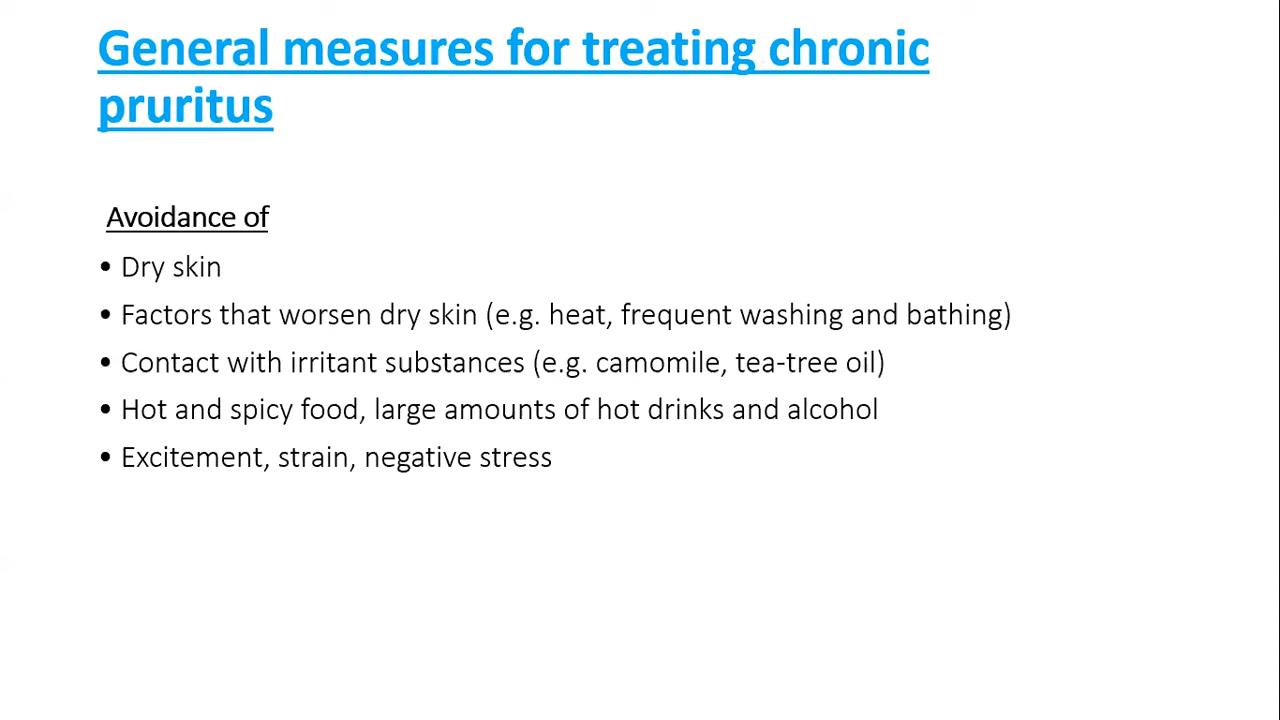 General measures for treating chronic
pruritus
Avoidance of
• Dry skin
• Factors that worsen dry skin (e.g. heat, frequent washing and bathing)
• Contact with irritant substances (e.g. camomile, tea-tree oil)
• Hot and spicy food, large amounts of hot drinks and alcohol
• Excitement, strain, negative stress